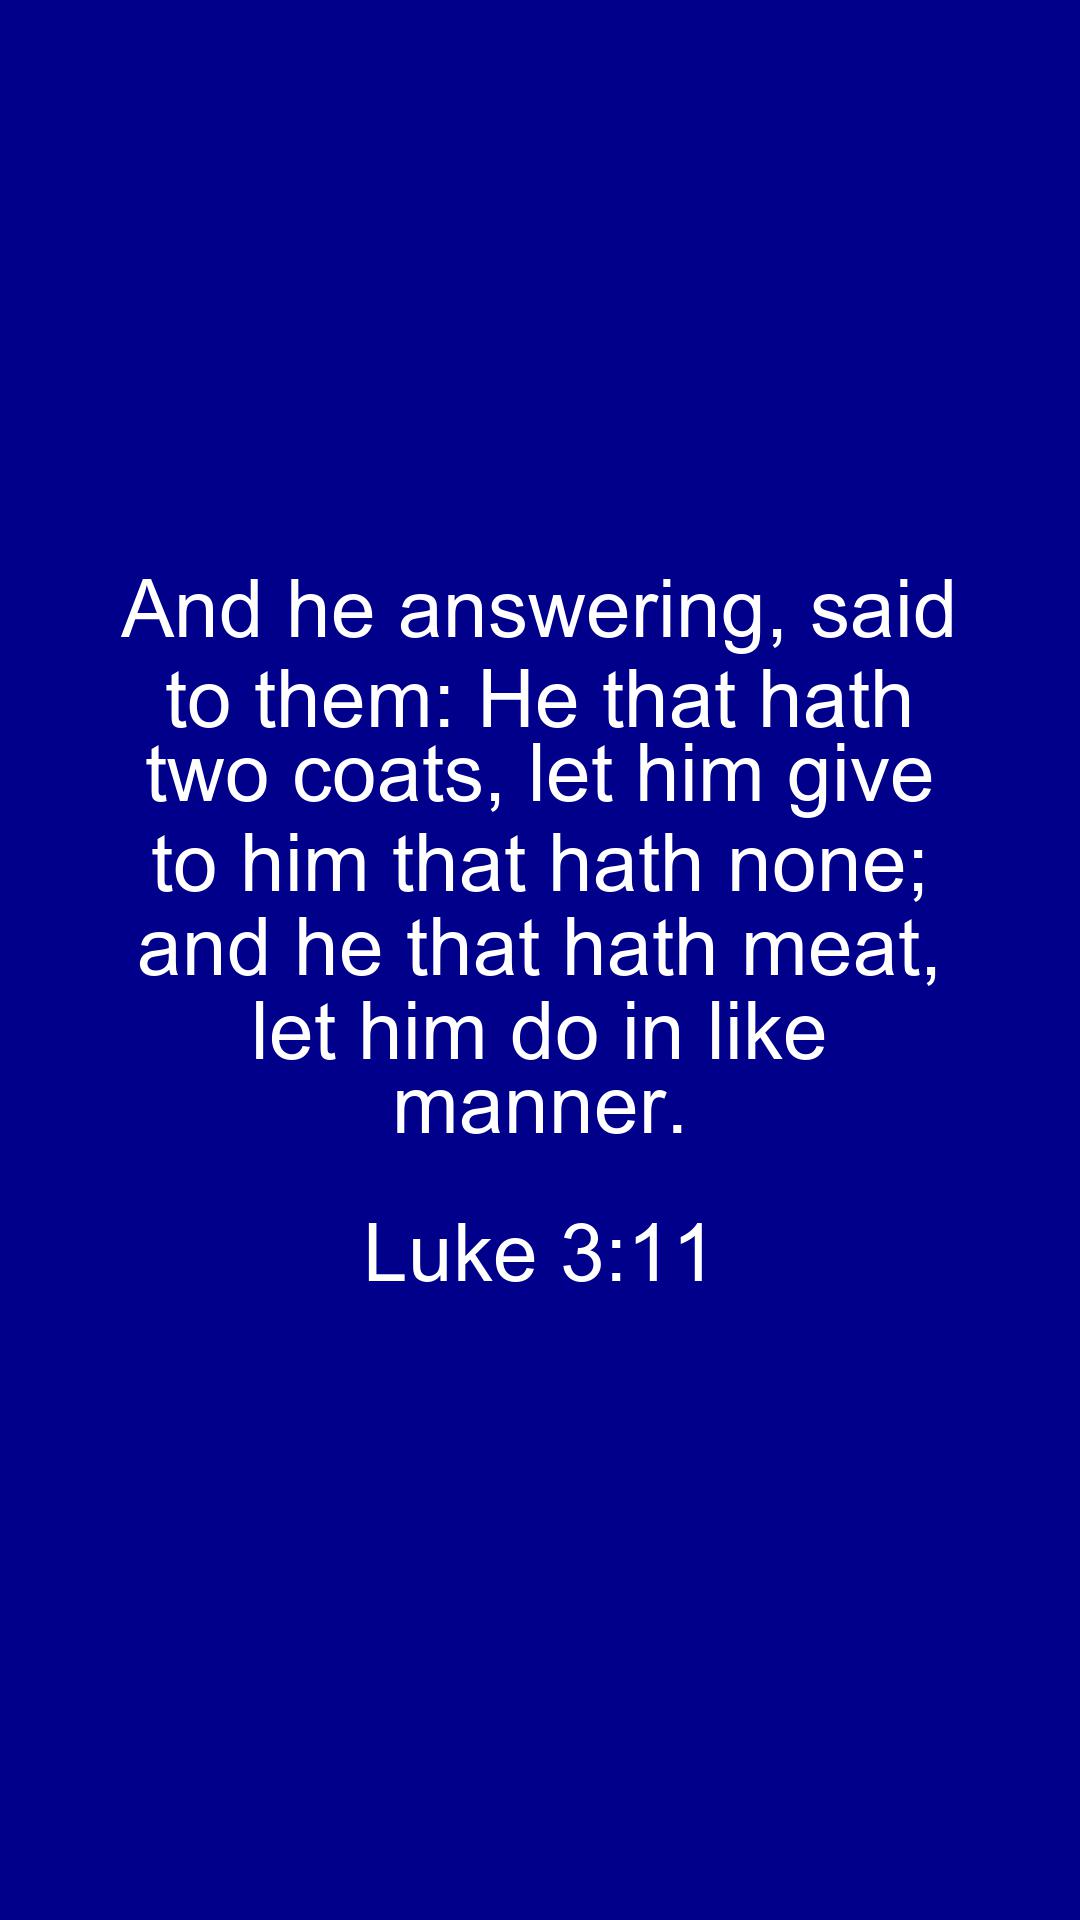 And he answering, said
to them: He that hath
two coats, let him give
to him that hath none;
and he that hath meat,
let him do in like
manner.
Luke 3:11